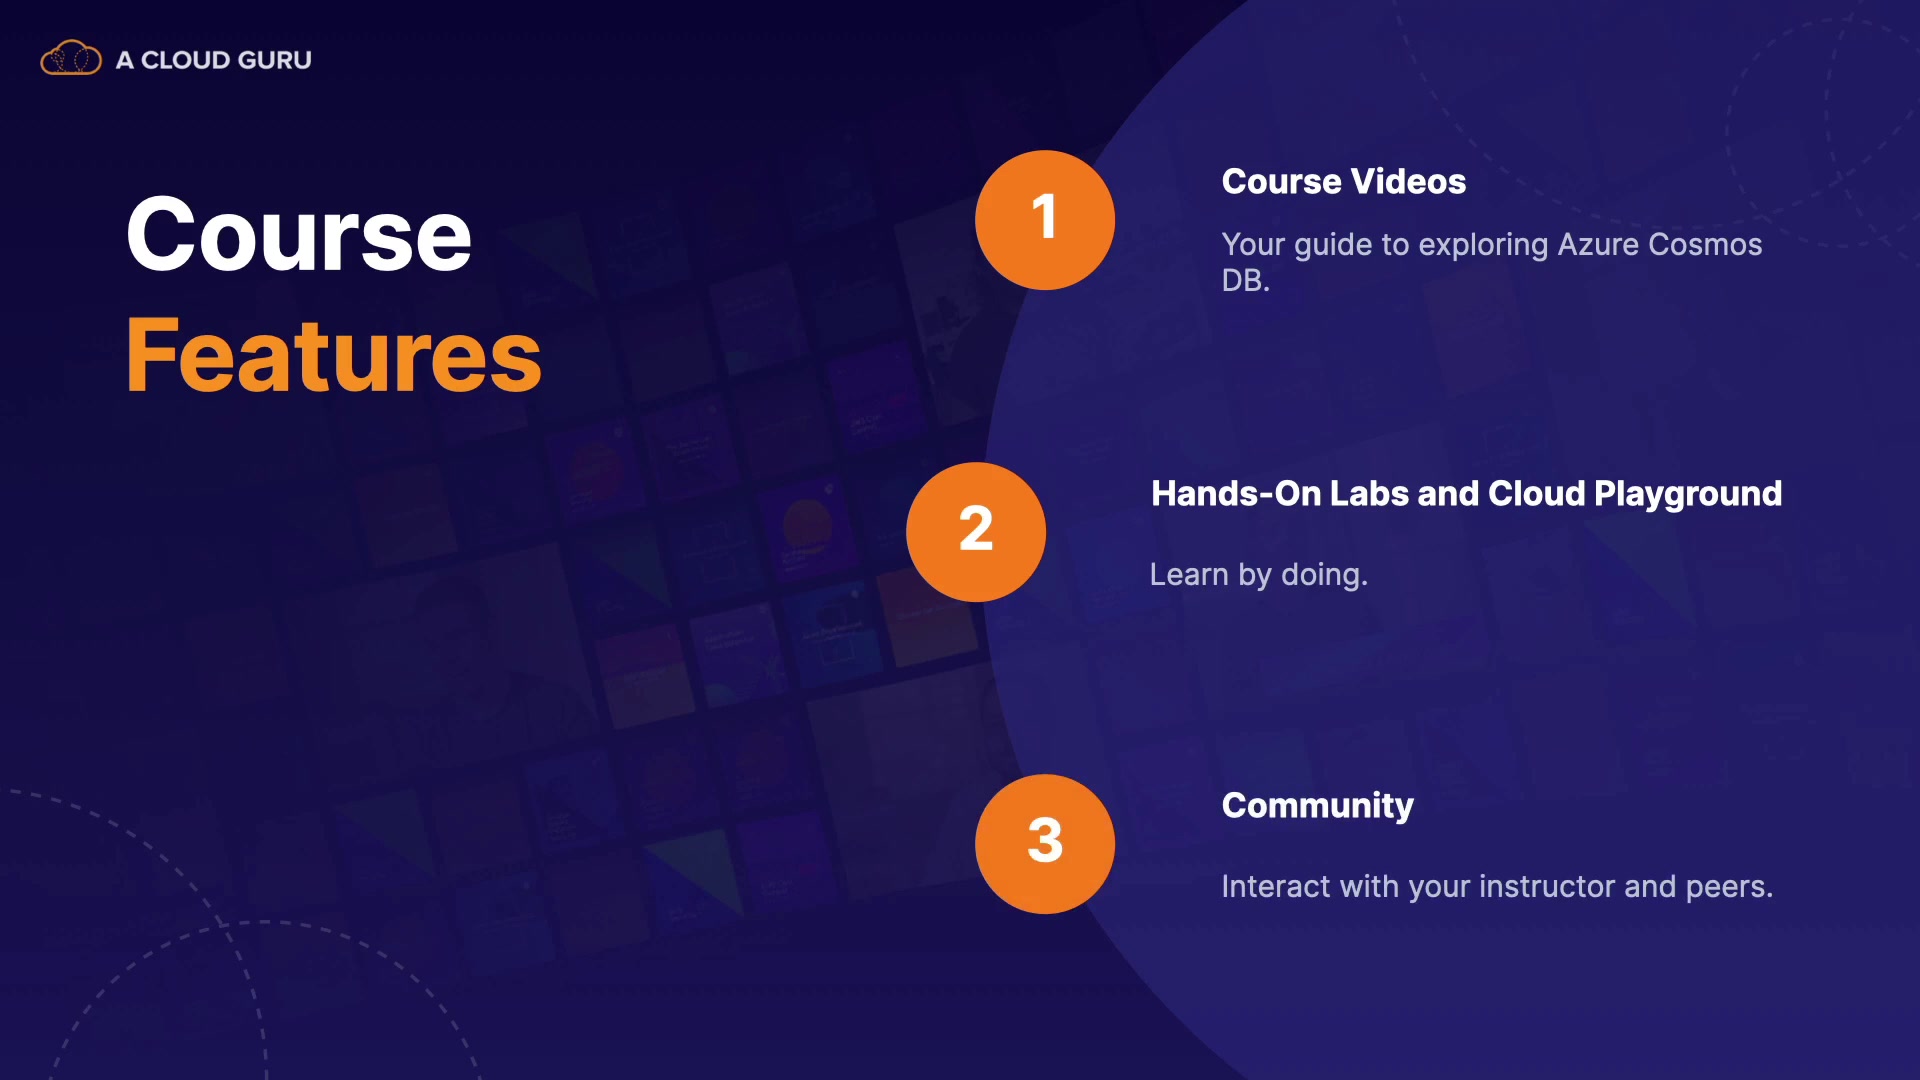 A CLOUD GURU
Course
Features
1
Course Videos
Your guide to exploring Azure Cosmos
DB.
2
Hands-On Labs and Cloud Playground
Learn by doing.
3
Community
Interact with your instructor and peers.